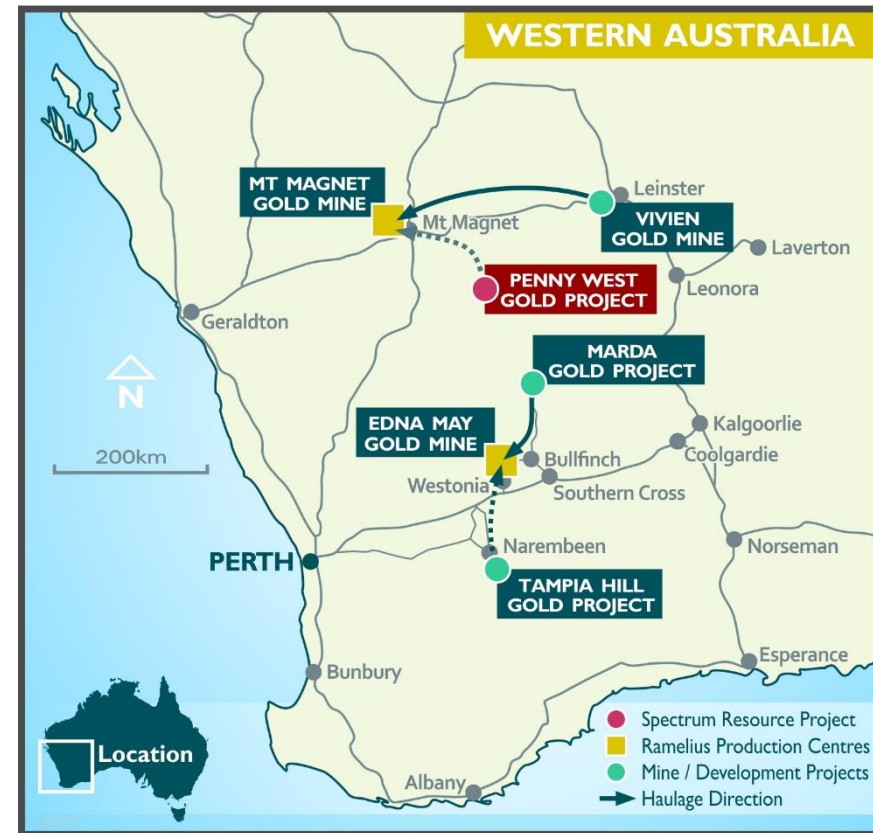 WESTERN AUSTRALIA
MT MAGNET
GOLD MINE
Leinster
Mt Magnet
VIVIEN
GOLD MINE
Laverton
PENNY WEST
GOLD PROJECT
Leonora
Geraldton
MARDA
GOLD PROJECT
N
EDNA MAY
GOLD MINE
Kalgoorlie
200km
Coolgardie
Bullfinch
Westonia
Southern Cross
Narembeen
Norseman
PERTH
TAMPIA HILL
GOLD PROJECT
Esperance
Bunbury
Spectrum Resource Project
Ramelius Production Centres
Location
Mine / Development Projects
Albany
Haulage Direction